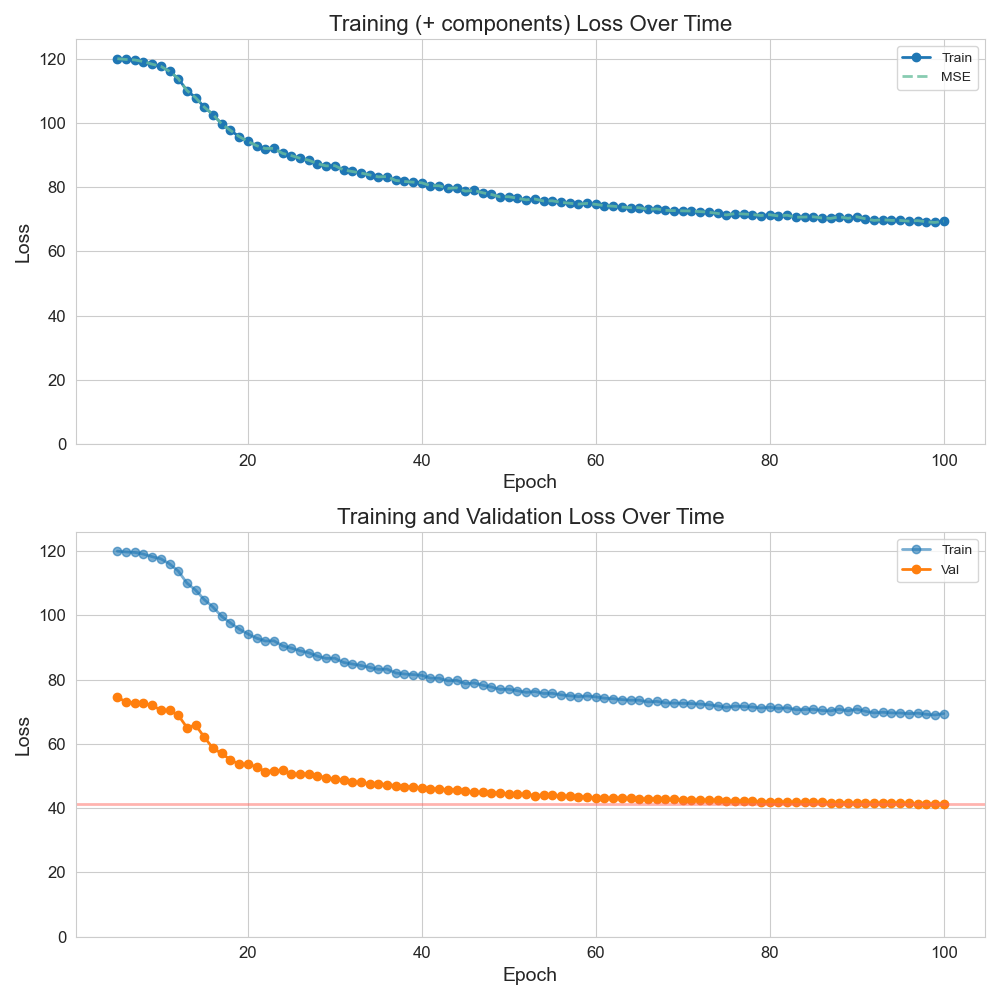 Training (+ components) Loss Over Time
Loss
120
100
80
60
40
20
0
Train
MSE
20 40 60 80 100
Epoch
Training and Validation Loss Over Time
Loss
120
100
80
60
40
20
0
Train
Val
20 40 60 80 100
Epoch